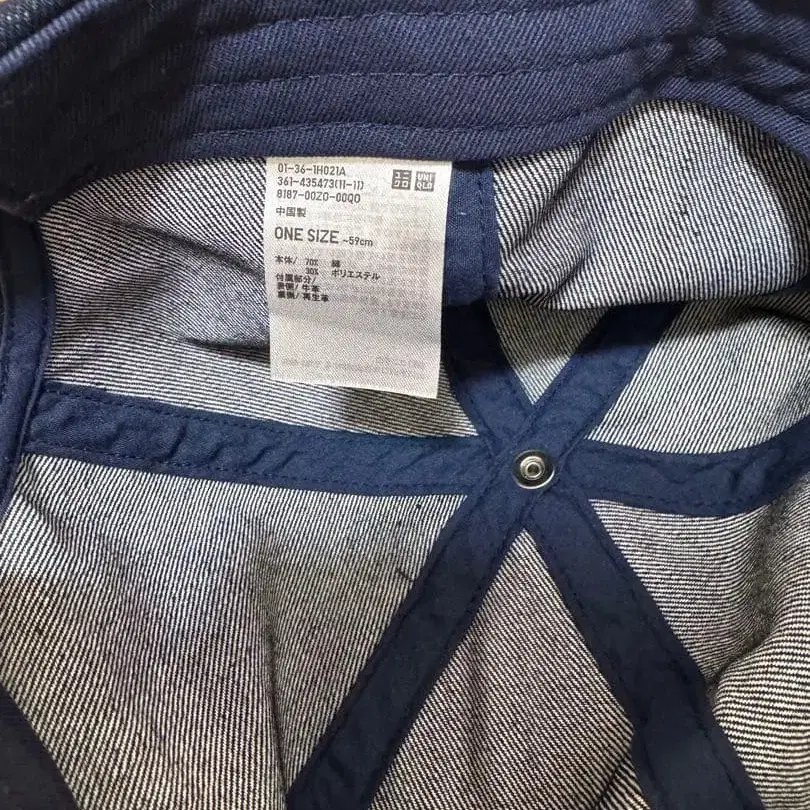 01-36-1H021A
361-435473(11-11)
8187-00Z0-00Q0
ユニクロ
UNIQLO
中国製
ONE SIZE ~59cm
本体/ 70% 綿
30% ポリエステル
付属部分/
表側/ 牛革
裏側/ 再生革